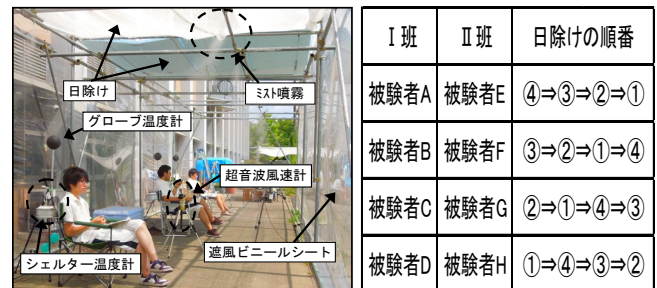 日除け
ミスト噴霧
グローブ温度計
超音波風速計
遮風ビニールシート
シェルター温度計
Ⅰ班 Ⅱ班 日除けの順番
被験者A 被験者E ④⇒③⇒②⇒①
被験者B 被験者F ③⇒②⇒①⇒④
被験者C 被験者G ②⇒①⇒④⇒③
被験者D 被験者H ①⇒④⇒③⇒②